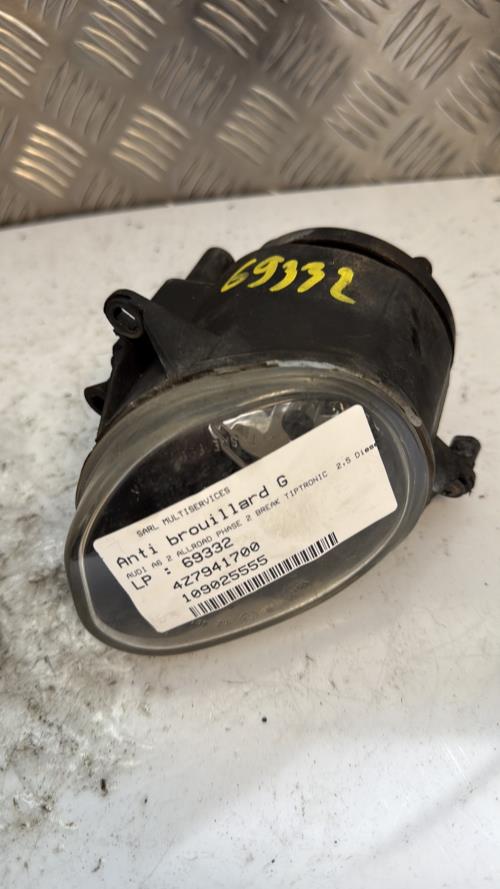 69332
SARL MULTISERVICES
Anti brouillard G
AUDI A6 2 ALLROAD PHASE 2 BREAK TIPTRONIC 2,5 Diese
LP : 69332
4Z7941700
109025555